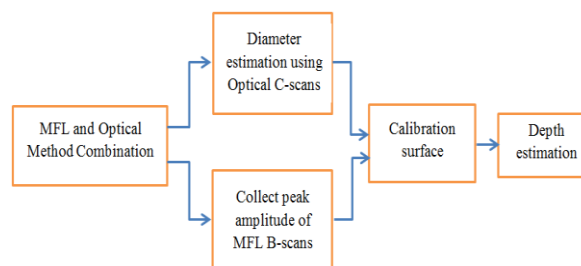 Diameter
estimation using
Optical C-scans
MFL and Optical
Method Combination
Collect peak
amplitude of
MFL B-scans
Calibration
surface
Depth
estimation